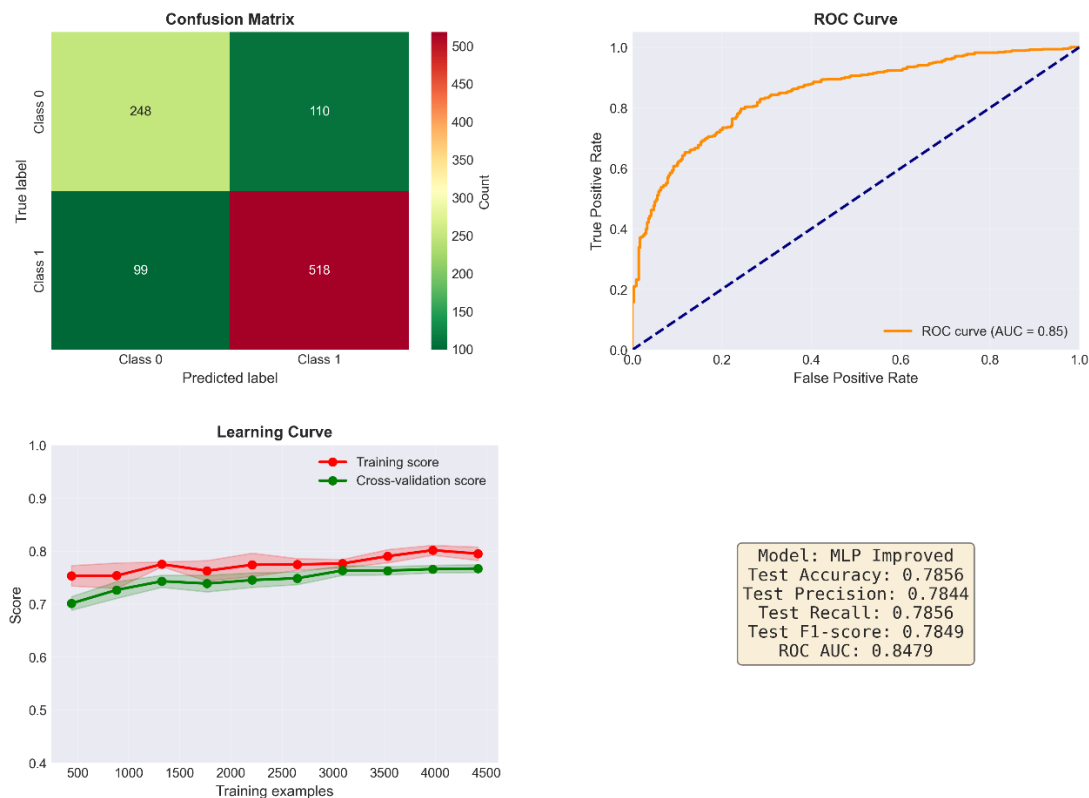 Confusion Matrix
True label
Class 0
Class 1
248
110
99
518
Class 0
Class 1
Predicted label
500
450
400
350
300
250
200
150
100
Count
ROC Curve
True Positive Rate
1.0
0.8
0.6
0.4
0.2
0.0
0.0
0.2
0.4
0.6
0.8
1.0
False Positive Rate
ROC curve (AUC = 0.85)
Learning Curve
Score
1.0
0.9
0.8
0.7
0.6
0.5
0.4
Training score
Cross-validation score
500
1000
1500
2000
2500
3000
3500
4000
4500
Training examples
Model: MLP Improved
Test Accuracy: 0.7856
Test Precision: 0.7844
Test Recall: 0.7856
Test F1-score: 0.7849
ROC AUC: 0.8479